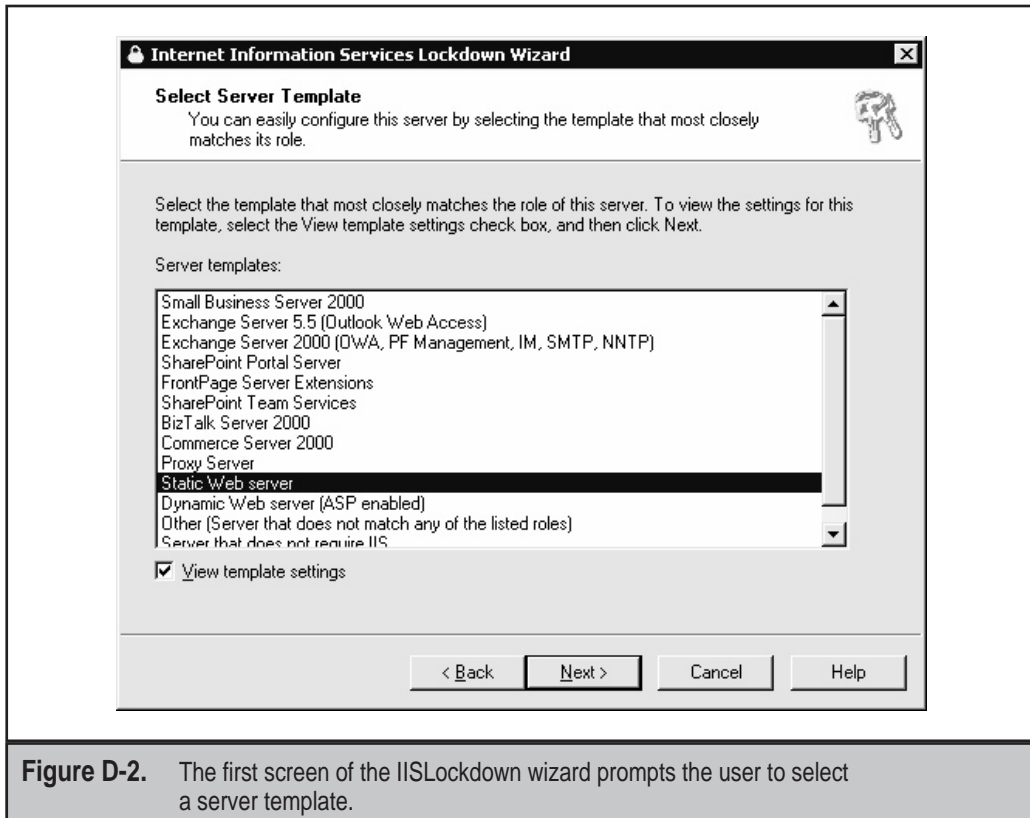 Internet Information Services Lockdown Wizard
Select Server Template
You can easily configure this server by selecting the template that most closely
matches its role.
Select the template that most closely matches the role of this server. To view the settings for this
template, select the View template settings check box, and then click Next.
Server templates:
Small Business Server 2000
Exchange Server 5.5 (Outlook Web Access)
Exchange Server 2000 (OWA, PF Management, IM, SMTP, NNTP)
SharePoint Portal Server
FrontPage Server Extensions
SharePoint Team Services
BizTalk Server 2000
Commerce Server 2000
Proxy Server
Static Web server
Dynamic Web server (ASP enabled)
Other (Server that does not match any of the listed roles)
Server that does not require IIS
View template settings
< Back Next > Cancel Help
Figure D-2. The first screen of the IISLockdown wizard prompts the user to select
a server template.